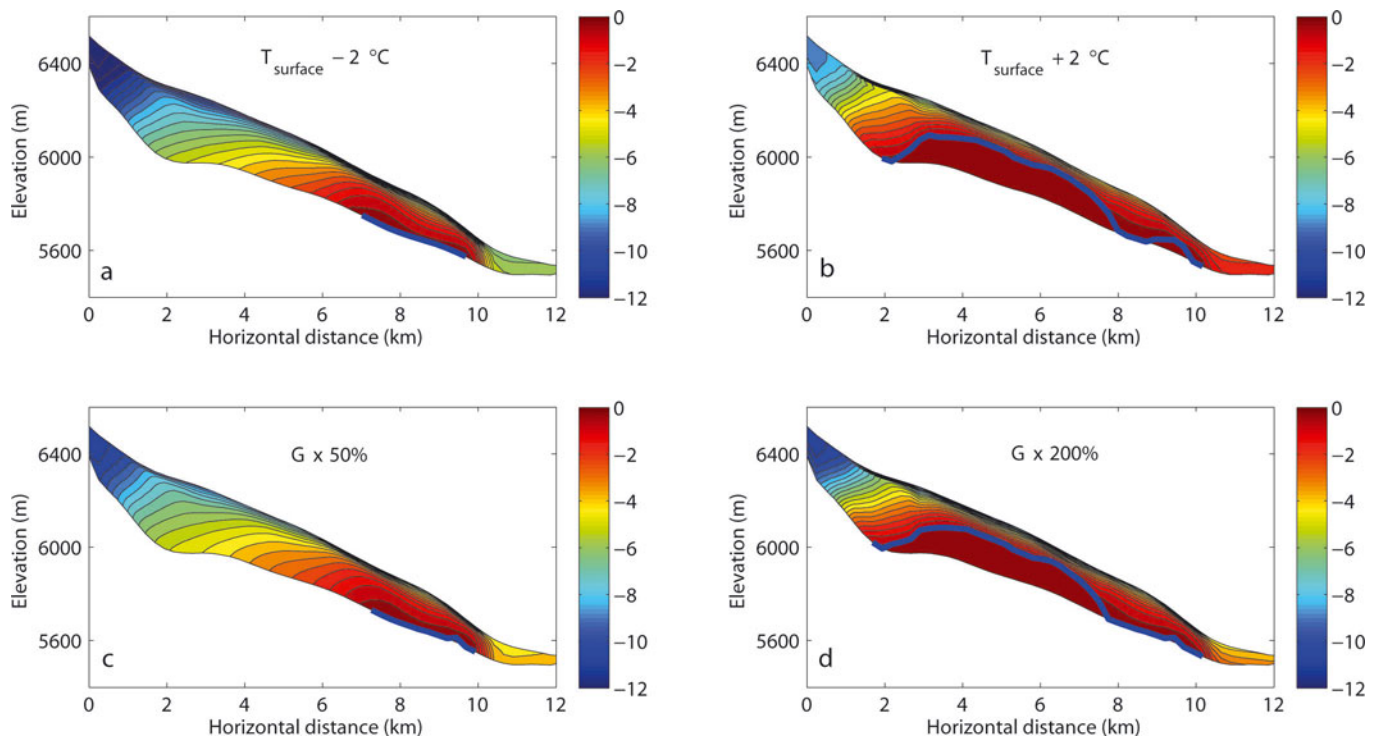 T surface − 2 °C
Elevation (m)
6400
6000
5600
a
0 2 4 6 8 10 12
Horizontal distance (km)
0
−2
−4
−6
−8
−10
−12
T surface + 2 °C
Elevation (m)
6400
6000
5600
b
0 2 4 6 8 10 12
Horizontal distance (km)
0
−2
−4
−6
−8
−10
−12
G x 50%
Elevation (m)
6400
6000
5600
c
0 2 4 6 8 10 12
Horizontal distance (km)
0
−2
−4
−6
−8
−10
−12
G x 200%
Elevation (m)
6400
6000
5600
d
0 2 4 6 8 10 12
Horizontal distance (km)
0
−2
−4
−6
−8
−10
−12